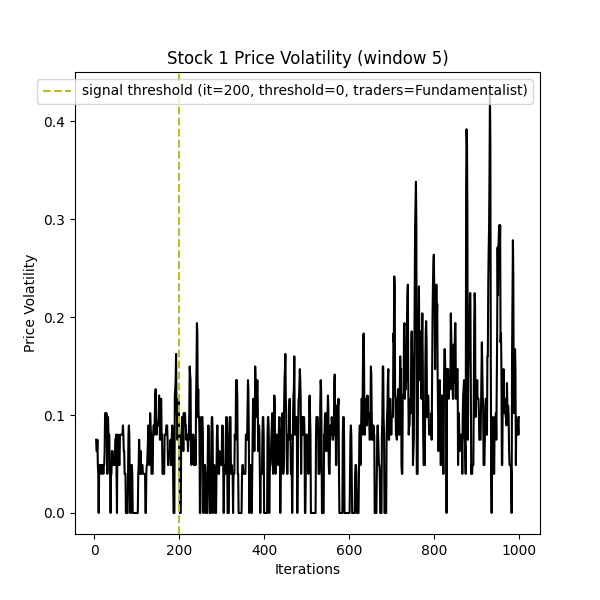 Stock 1 Price Volatility (window 5)
signal threshold (it=200, threshold=0, traders=Fundamentalist)
Price Volatility
0.4
0.3
0.2
0.1
0.0
0 200 400 600 800 1000
Iterations